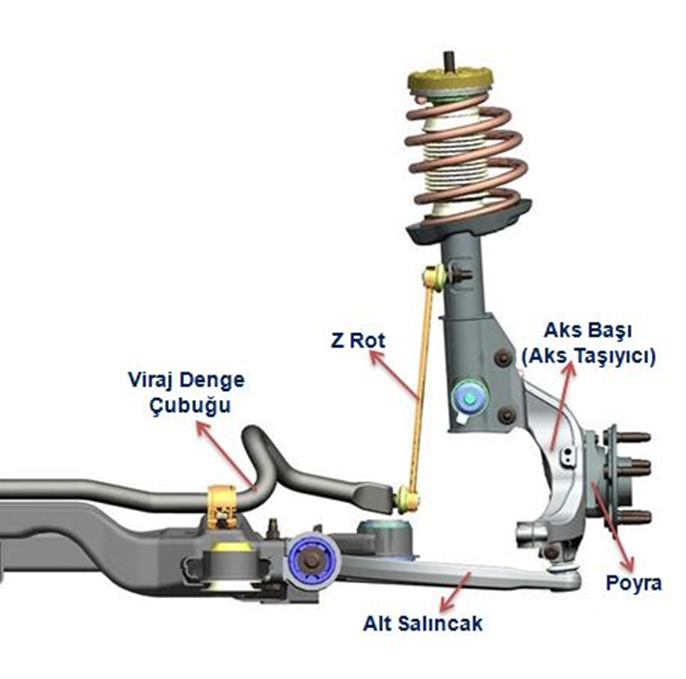 Aks Başı
(Aks Taşıyıcı)
Z Rot
Viraj Denge
Çubuğu
Poyra
Alt Salıncak